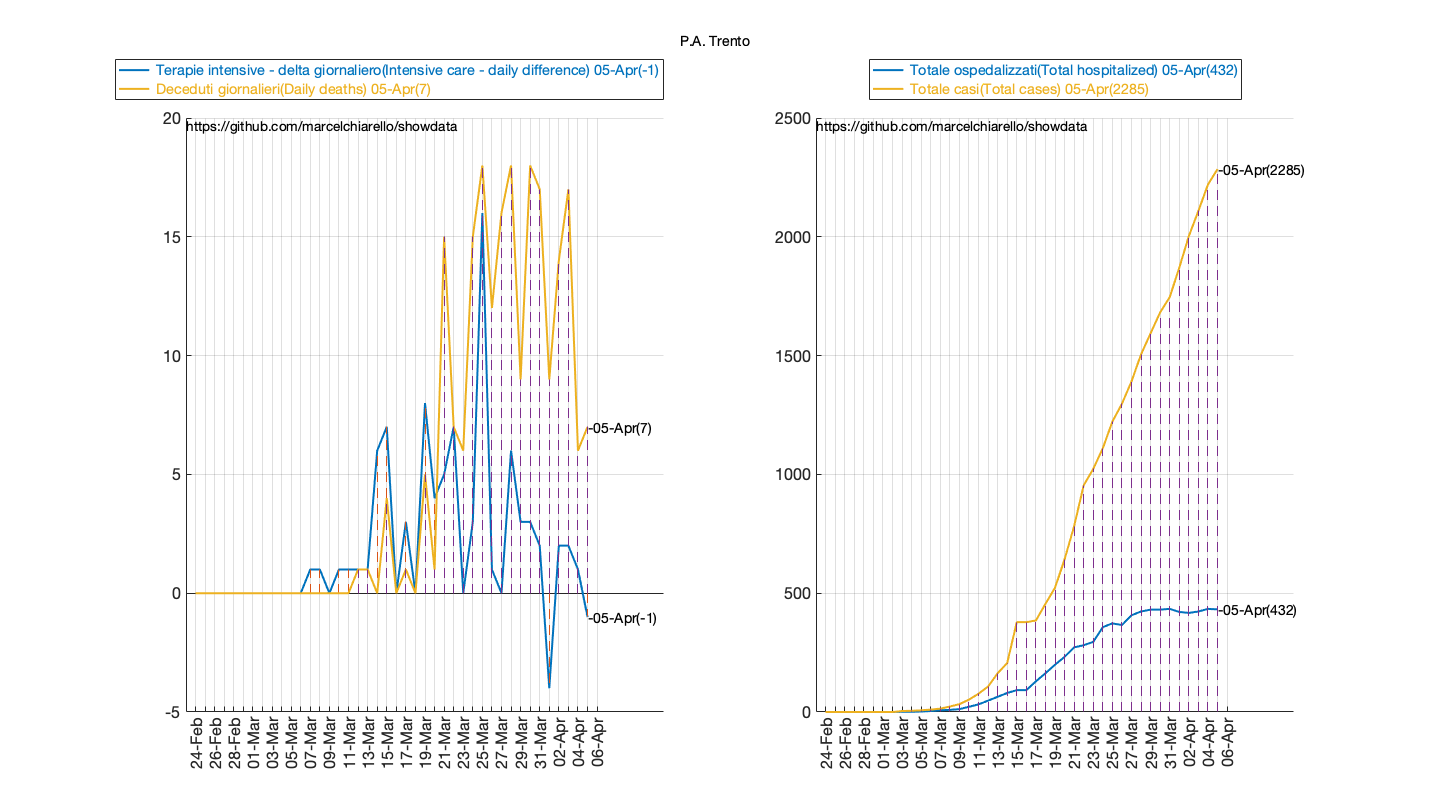 P.A. Trento
Terapie intensive - delta giornaliero(Intensive care - daily difference) 05-Apr(-1)
Deceduti giornalieri(Daily deaths) 05-Apr(7)
https://github.com/marcelchiarello/showdata
20
15
10
5
0
-5
-05-Apr(7)
-05-Apr(-1)
24-Feb
26-Feb
28-Feb
01-Mar
03-Mar
05-Mar
07-Mar
09-Mar
11-Mar
13-Mar
15-Mar
17-Mar
19-Mar
21-Mar
23-Mar
25-Mar
27-Mar
29-Mar
31-Mar
02-Apr
04-Apr
06-Apr
Totale ospedalizzati(Total hospitalized) 05-Apr(432)
Totale casi(Total cases) 05-Apr(2285)
https://github.com/marcelchiarello/showdata
2500
2000
1500
1000
500
0
-05-Apr(2285)
-05-Apr(432)
24-Feb
26-Feb
28-Feb
01-Mar
03-Mar
05-Mar
07-Mar
09-Mar
11-Mar
13-Mar
15-Mar
17-Mar
19-Mar
21-Mar
23-Mar
25-Mar
27-Mar
29-Mar
31-Mar
02-Apr
04-Apr
06-Apr